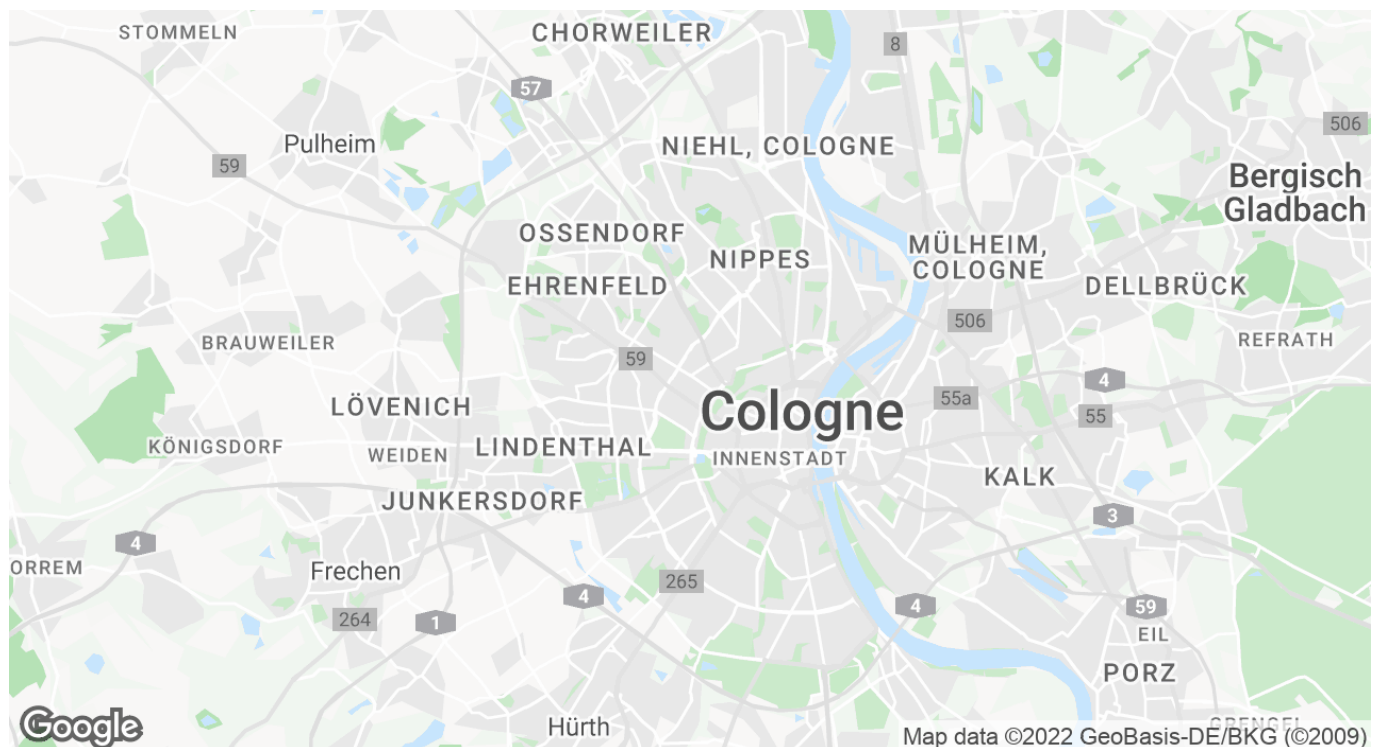 STOMMELN
CHORWEILER
8
57
506
Pulheim
NIEHL, COLOGNE
59
Bergisch
Gladbach
OSSENDORF
NIPPES
MÜLHEIM,
COLOGNE
EHRENFELD
DELLBRÜCK
506
BRAUWEILER
59
REFRATH
4
55a
LÖVENICH
Cologne
55
KÖNIGSDORF
WEIDEN
LINDENTHAL
INNENSTADT
KALK
JUNKERSDORF
3
4
ORREM
Frechen
265
4
4
59
264
1
EIL
PORZ
Google
Hürth
GRENGEL
Map data ©2022 GeoBasis-DE/BKG (©2009)